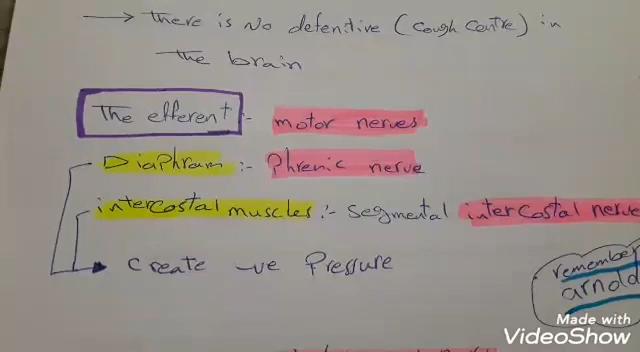 → There is No defenitive (cough centre) in
the brain
The efferent :- motor nerves
Diaphram :- Phrenic nerve
intercostal muscles :- segmental intercostal nerve
create -ve Pressure
remember
arnold
Made with
VideoShow